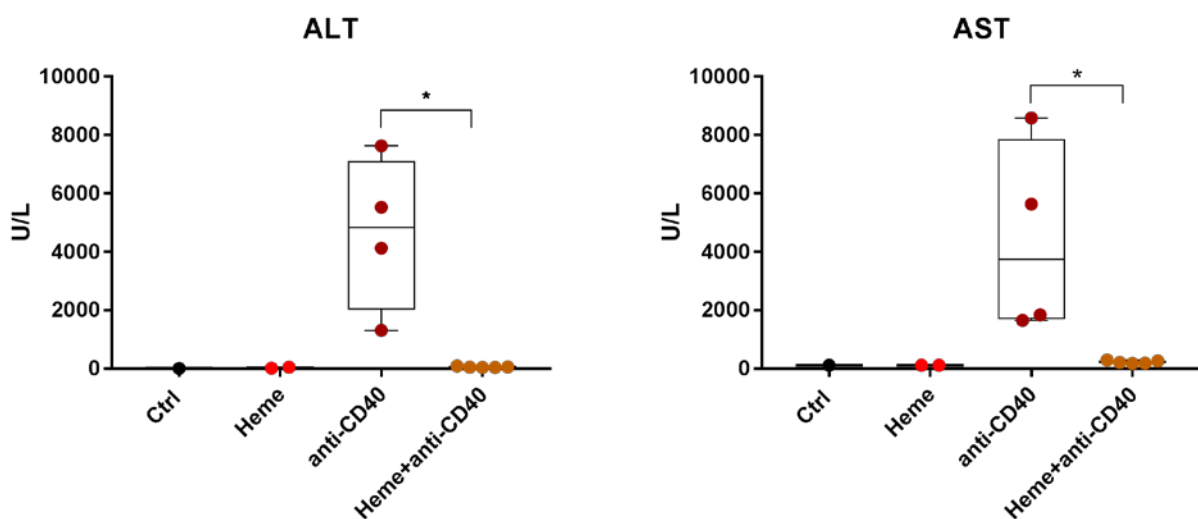 ALT
10000
8000
6000
4000
2000
0
U/L
*
Ctrl
Heme
anti-CD40
Heme+anti-CD40
AST
10000
8000
6000
4000
2000
0
U/L
*
Ctrl
Heme
anti-CD40
Heme+anti-CD40